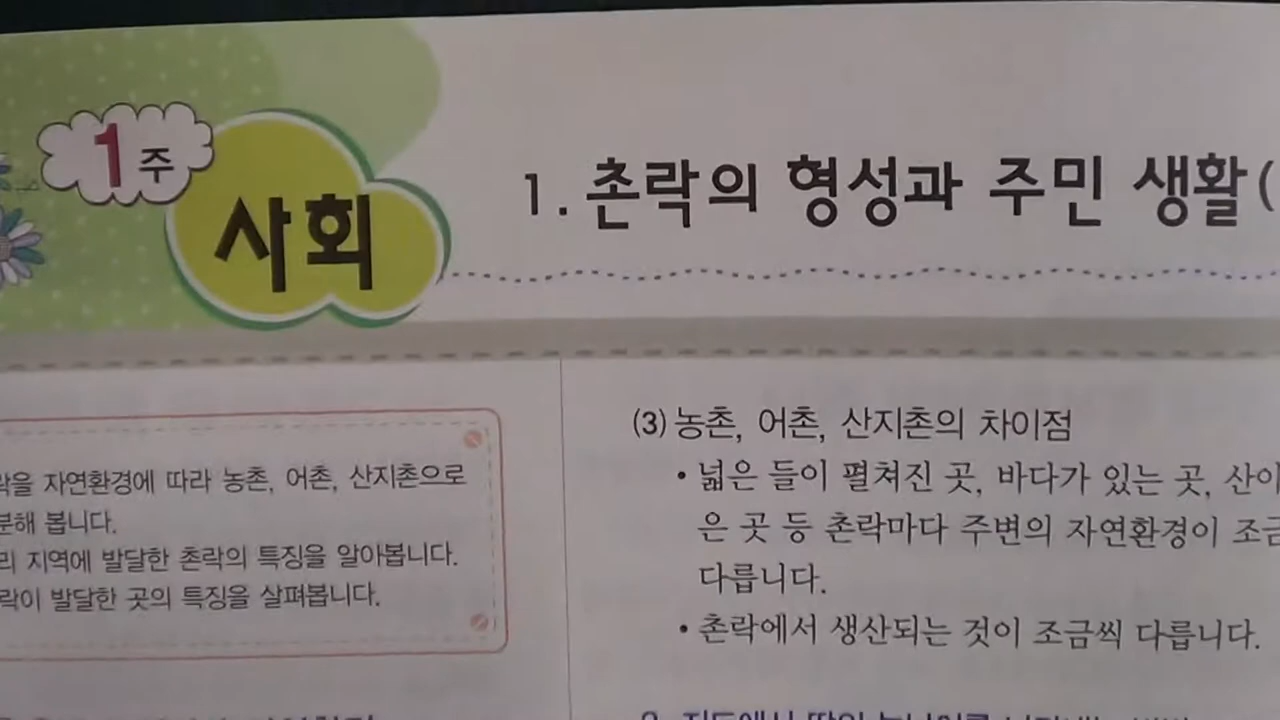 1주
사회
1. 촌락의 형성과 주민 생활(
을 자연환경에 따라 농촌, 어촌, 산지촌으로
해 봅니다.
지역에 발달한 촌락의 특징을 알아봅니다.
락이 발달한 곳의 특징을 살펴봅니다.
(3) 농촌, 어촌, 산지촌의 차이점
• 넓은 들이 펼쳐진 곳, 바다가 있는 곳, 산이
은 곳 등 촌락마다 주변의 자연환경이 조금
다릅니다.
• 촌락에서 생산되는 것이 조금씩 다릅니다.